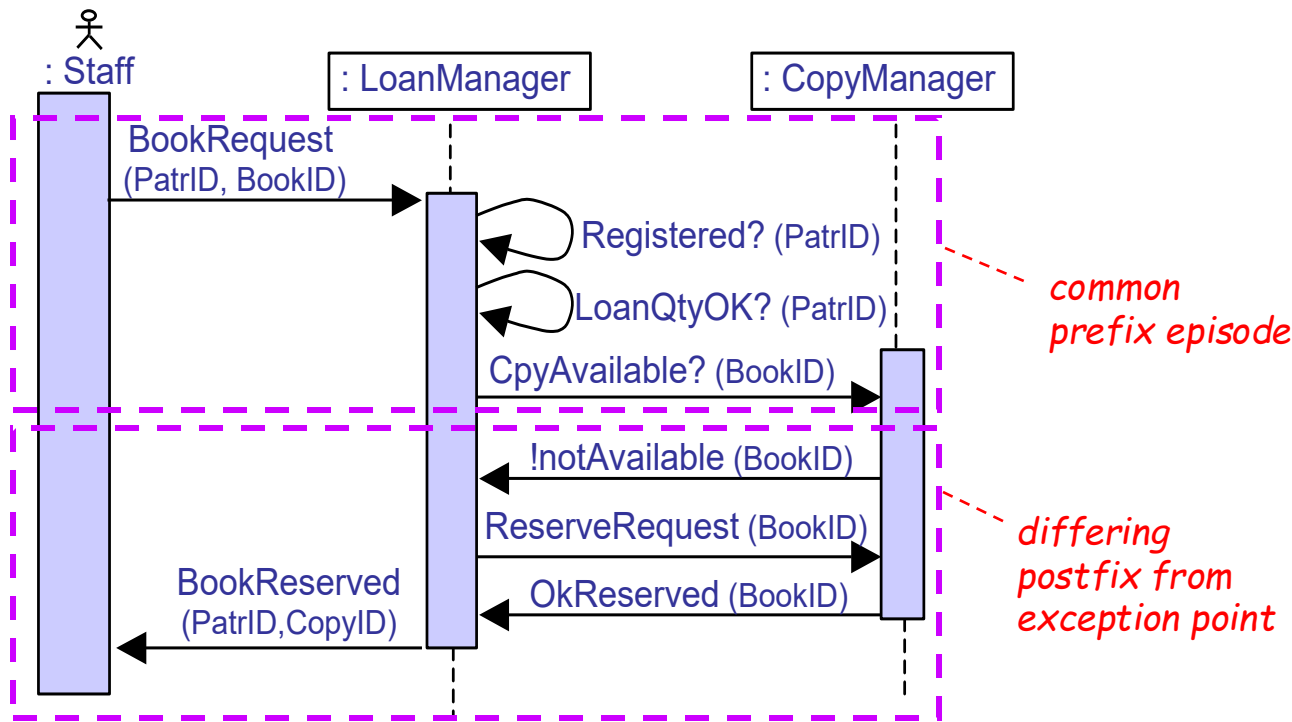 : Staff
: LoanManager
: CopyManager
BookRequest
(PatrID, BookID)
Registered? (PatrID)
LoanQtyOK? (PatrID)
CpyAvailable? (BookID)
common
prefix episode
!notAvailable (BookID)
ReserveRequest (BookID)
OkReserved (BookID)
BookReserved
(PatrID,CopyID)
differing
postfix from
exception point